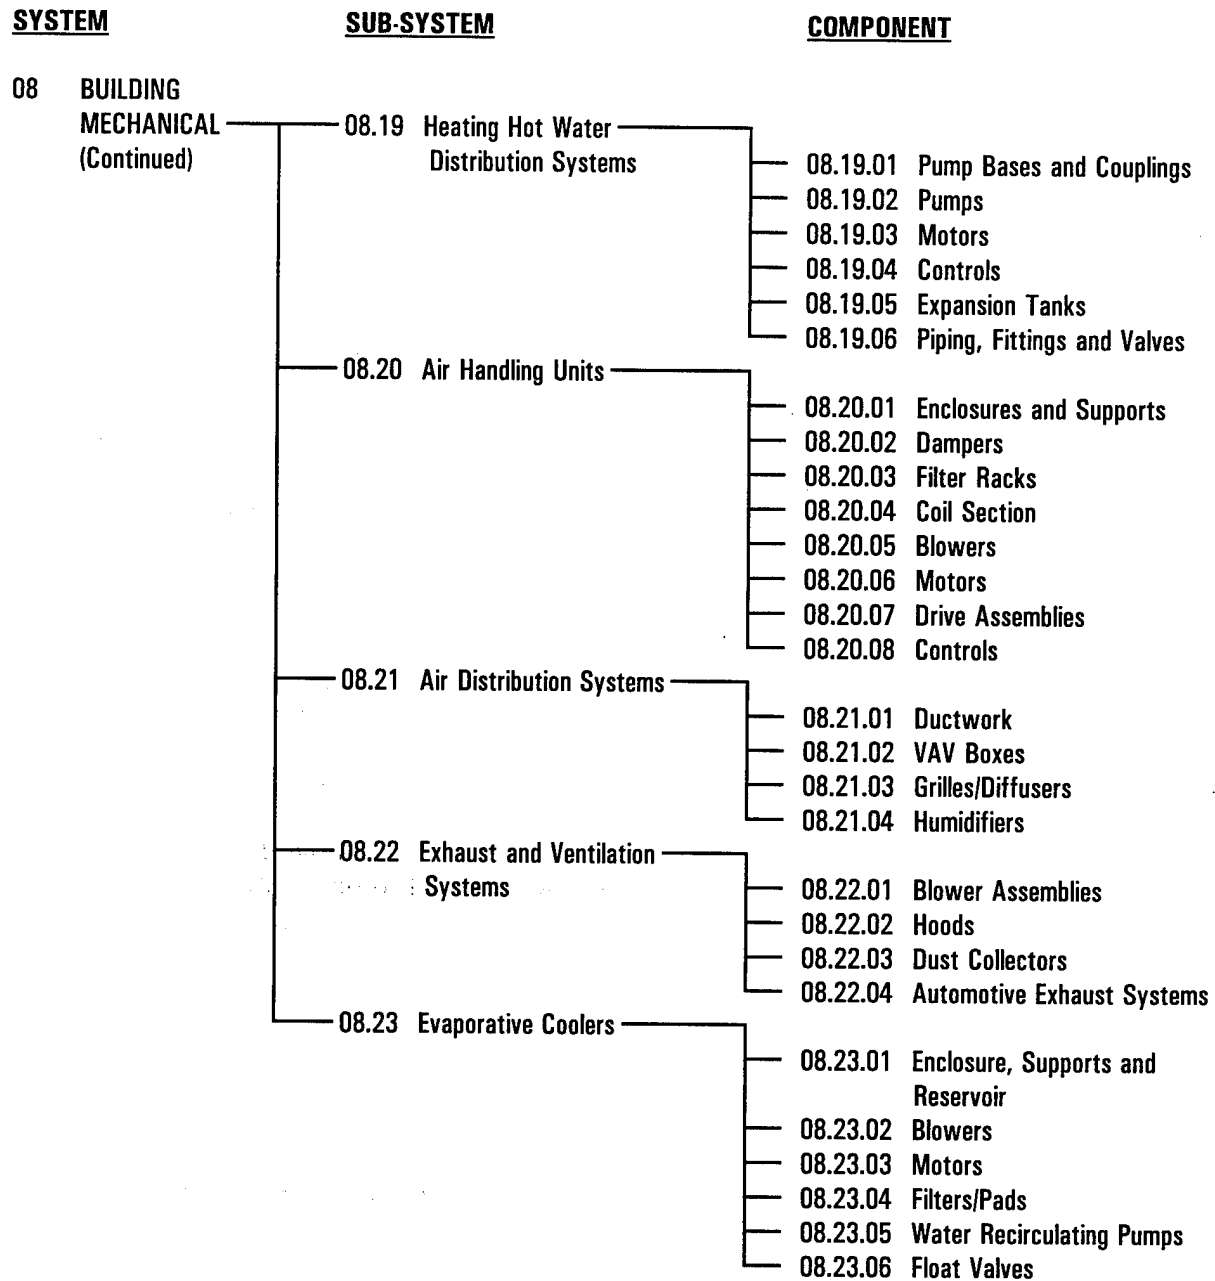 SYSTEM SUB-SYSTEM COMPONENT
08 BUILDING
MECHANICAL
(Continued)
08.19 Heating Hot Water
Distribution Systems
08.19.01 Pump Bases and Couplings
08.19.02 Pumps
08.19.03 Motors
08.19.04 Controls
08.19.05 Expansion Tanks
08.19.06 Piping, Fittings and Valves
08.20 Air Handling Units
08.20.01 Enclosures and Supports
08.20.02 Dampers
08.20.03 Filter Racks
08.20.04 Coil Section
08.20.05 Blowers
08.20.06 Motors
08.20.07 Drive Assemblies
08.20.08 Controls
08.21 Air Distribution Systems
08.21.01 Ductwork
08.21.02 VAV Boxes
08.21.03 Grilles/Diffusers
08.21.04 Humidifiers
08.22 Exhaust and Ventilation
Systems
08.22.01 Blower Assemblies
08.22.02 Hoods
08.22.03 Dust Collectors
08.22.04 Automotive Exhaust Systems
08.23 Evaporative Coolers
08.23.01 Enclosure, Supports and
Reservoir
08.23.02 Blowers
08.23.03 Motors
08.23.04 Filters/Pads
08.23.05 Water Recirculating Pumps
08.23.06 Float Valves